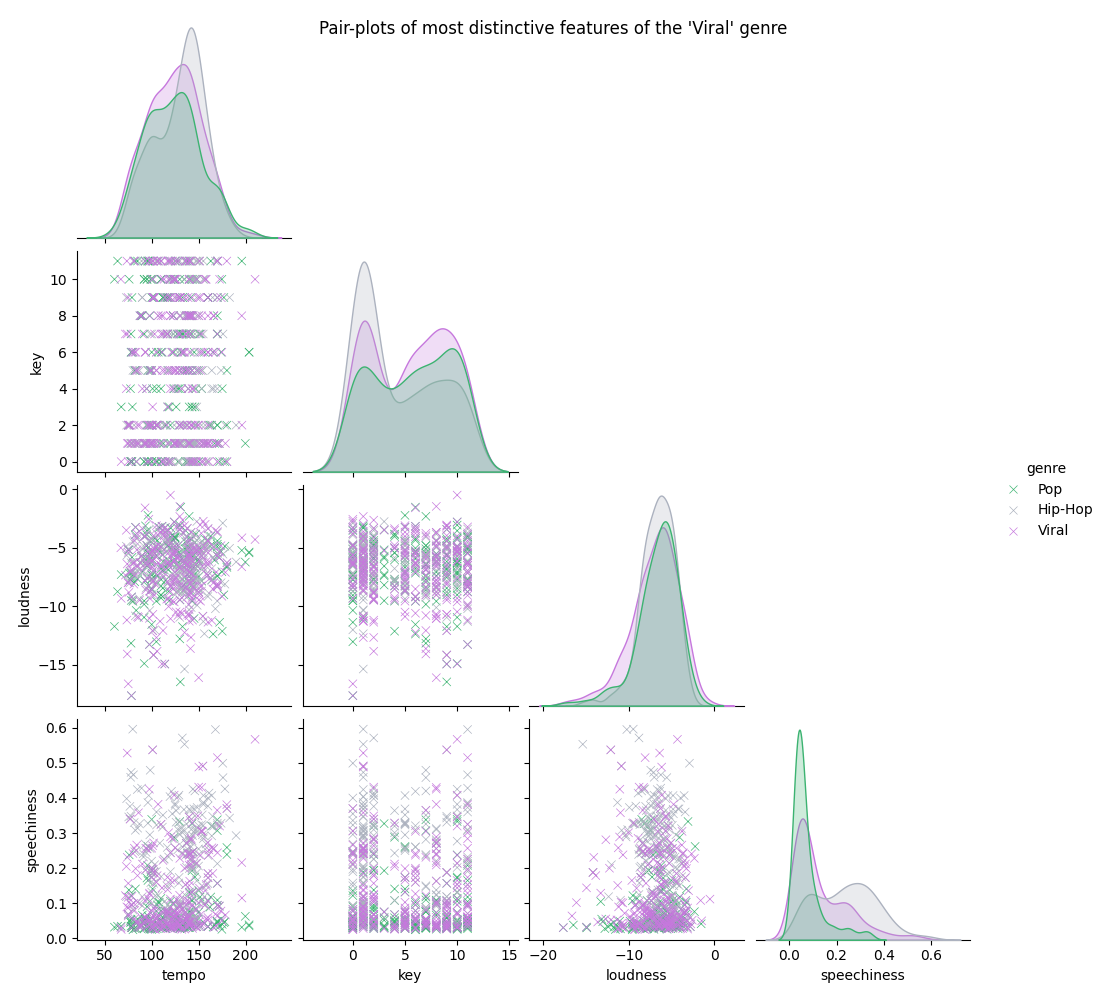 Pair-plots of most distinctive features of the 'Viral' genre
key
10
8
6
4
2
0
loudness
0
−5
−10
−15
genre
Pop
Hip-Hop
Viral
speechiness
0.6
0.5
0.4
0.3
0.2
0.1
0.0
50 100 150 200
0 5 10 15
−20 −10 0
0.0 0.2 0.4 0.6
tempo
key
loudness
speechiness